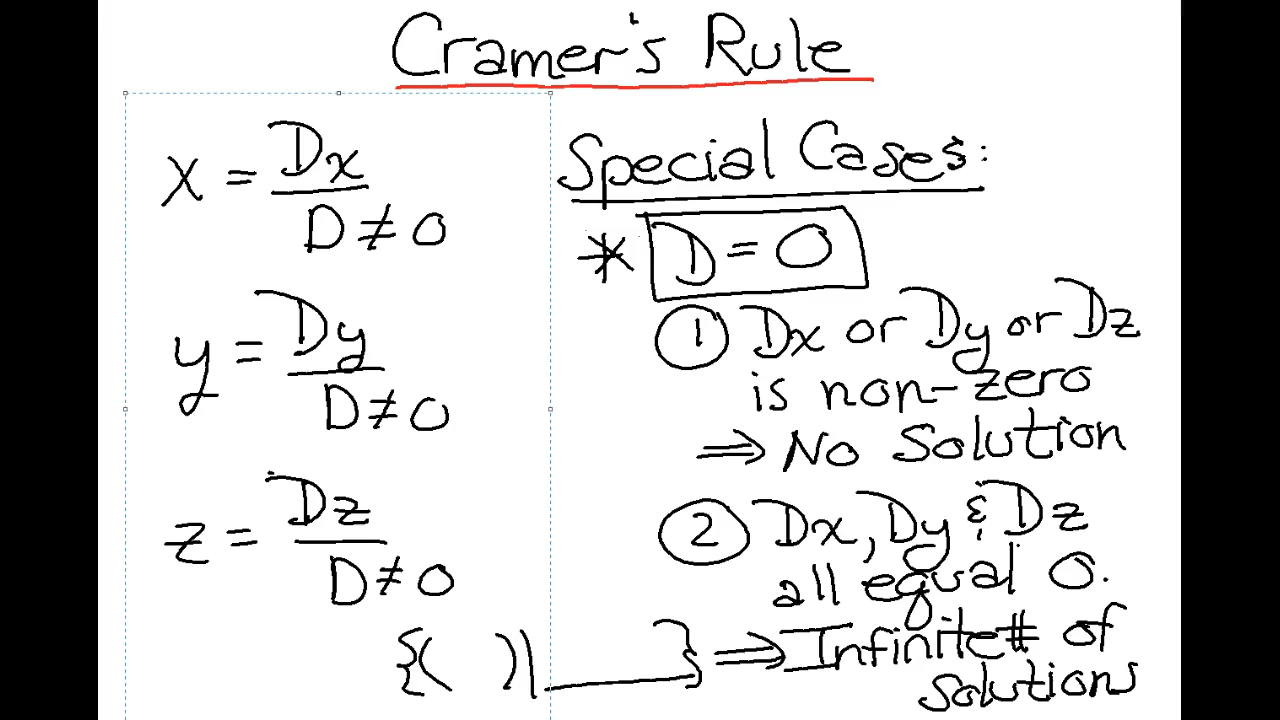 Cramer's Rule
x = Dx / D ≠ 0
y = Dy / D ≠ 0
z = Dz / D ≠ 0
Special Cases:
* D = 0
① Dx or Dy or Dz
is non-zero
⇒ No Solution
② Dx, Dy & Dz
all equal 0.
{( )| } ⇒ Infinite # of
solutions